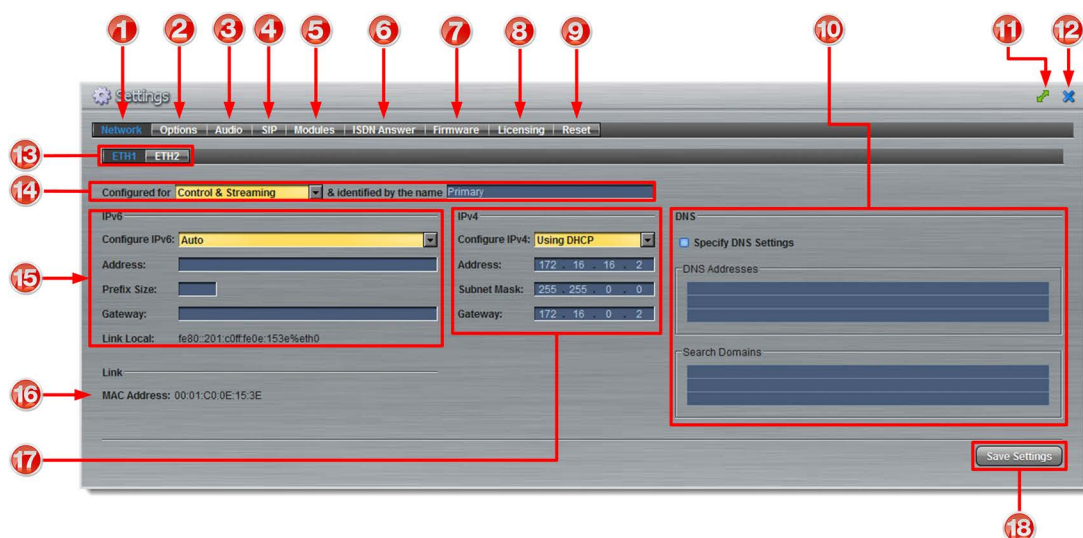 1 2 3 4 5 6 7 8 9 10 11 12
Settings
Network Options Audio SIP Modules ISDN Answer Firmware Licensing Reset
13
ETH1 ETH2
14
Configured for Control & Streaming & identified by the name Primary
IPv6 IPv4 DNS
Configure IPv6: Auto Configure IPv4: Using DHCP Specify DNS Settings
15
Address: Address: 172 . 16 . 16 . 2 DNS Addresses
Prefix Size: Subnet Mask: 255 . 255 . 0 . 0
Gateway: Gateway: 172 . 16 . 0 . 2
Link Local: fe80::201:c0ff:fe0e:153e%eth0
Search Domains
Link
16
MAC Address: 00:01:C0:0E:15:3E
17
Save Settings
18